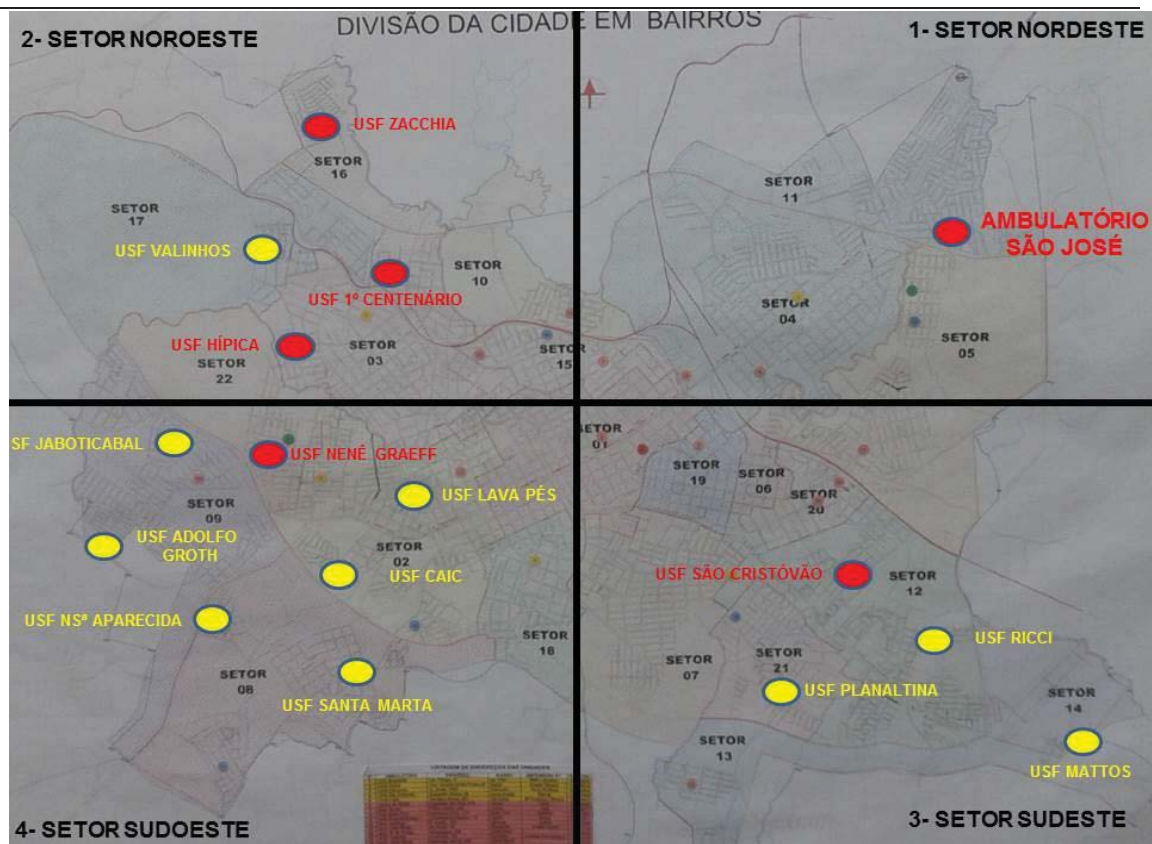 DIVISÃO DA CIDADE EM BAIRROS
2- SETOR NOROESTE
USF ZACCHIA
SETOR
16
SETOR
17
USF VALINHOS
SETOR
10
USF 1º CENTENÁRIO
USF HÍPICA
SETOR
03
SETOR
22
SETOR
15
1- SETOR NORDESTE
SETOR
11
AMBULATÓRIO
SÃO JOSÉ
SETOR
04
SETOR
05
SF JABOTICABAL
USF NENÊ GRAEFF
USF LAVA PÉS
SETOR
09
USF ADOLFO
GROTH
SETOR
02
USF CAIC
USF NSª APARECIDA
SETOR
18
SETOR
08
USF SANTA MARTA
4- SETOR SUDOESTE
SETOR
01
SETOR
19
SETOR
06
SETOR
20
USF SÃO CRISTÓVÃO
SETOR
12
USF RICCI
SETOR
07
SETOR
21
USF PLANALTINA
SETOR
14
SETOR
13
USF MATTOS
3- SETOR SUDESTE